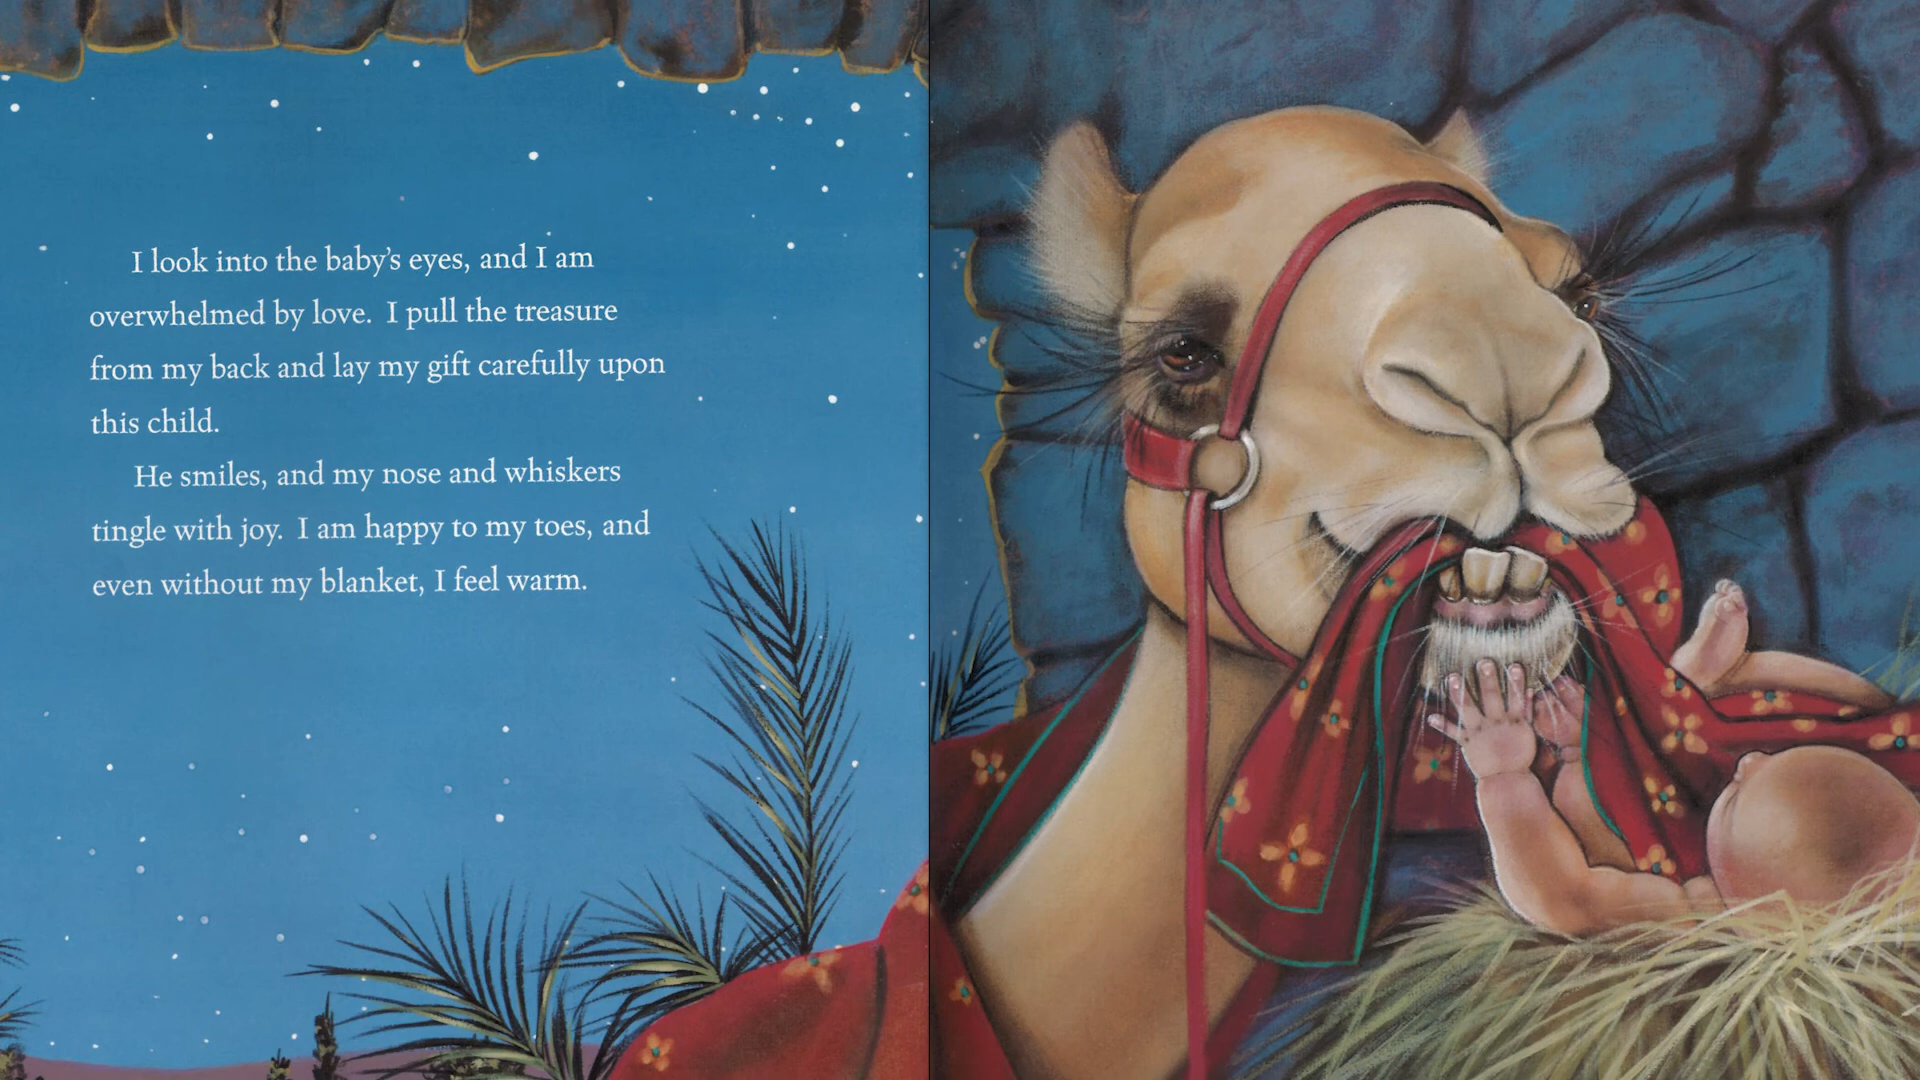 I look into the baby’s eyes, and I am
overwhelmed by love. I pull the treasure
from my back and lay my gift carefully upon
this child.
He smiles, and my nose and whiskers
tingle with joy. I am happy to my toes, and
even without my blanket, I feel warm.